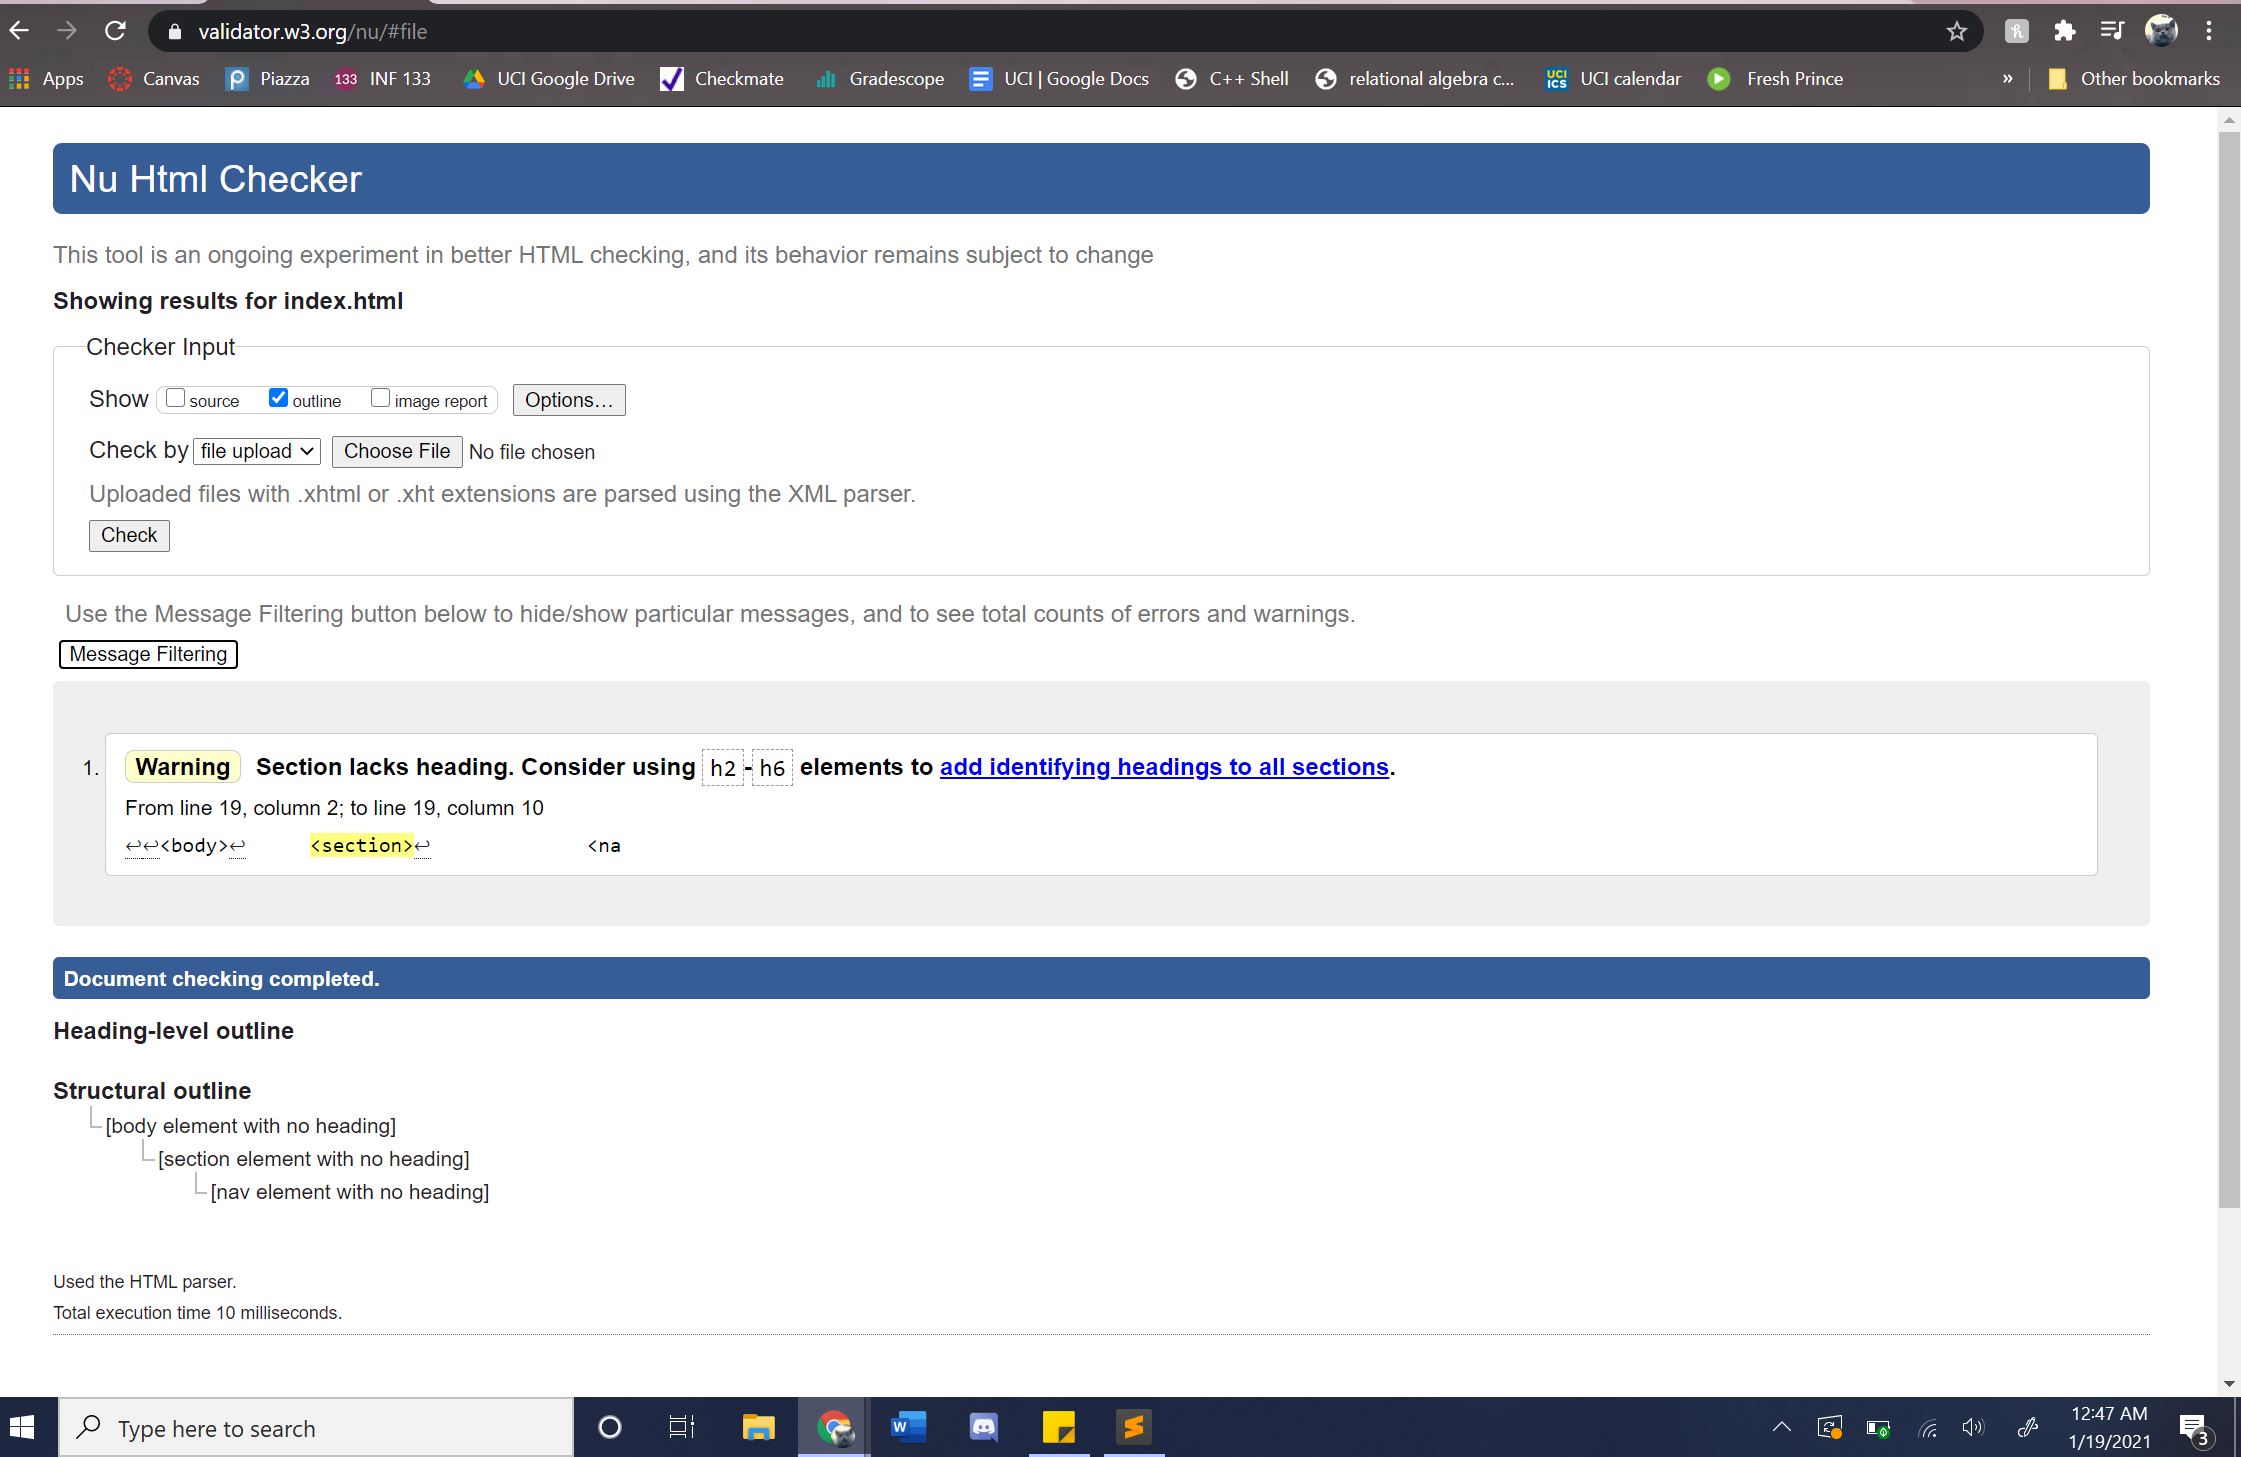 validator.w3.org/nu/#file
Apps Canvas Piazza 133 INF 133 UCI Google Drive Checkmate Gradescope UCI | Google Docs C++ Shell relational algebra c... UCI ICS UCI calendar Fresh Prince » Other bookmarks
Nu Html Checker
This tool is an ongoing experiment in better HTML checking, and its behavior remains subject to change
Showing results for index.html
Checker Input
Show source outline image report Options...
Check by file upload Choose File No file chosen
Uploaded files with .xhtml or .xht extensions are parsed using the XML parser.
Check
Use the Message Filtering button below to hide/show particular messages, and to see total counts of errors and warnings.
Message Filtering
1. Warning Section lacks heading. Consider using h2-h6 elements to add identifying headings to all sections.
From line 19, column 2; to line 19, column 10
↩↩<body>↩ <section>↩ <na
Document checking completed.
Heading-level outline
Structural outline
[body element with no heading]
[section element with no heading]
[nav element with no heading]
Used the HTML parser.
Total execution time 10 milliseconds.
Type here to search
12:47 AM
1/19/2021
3